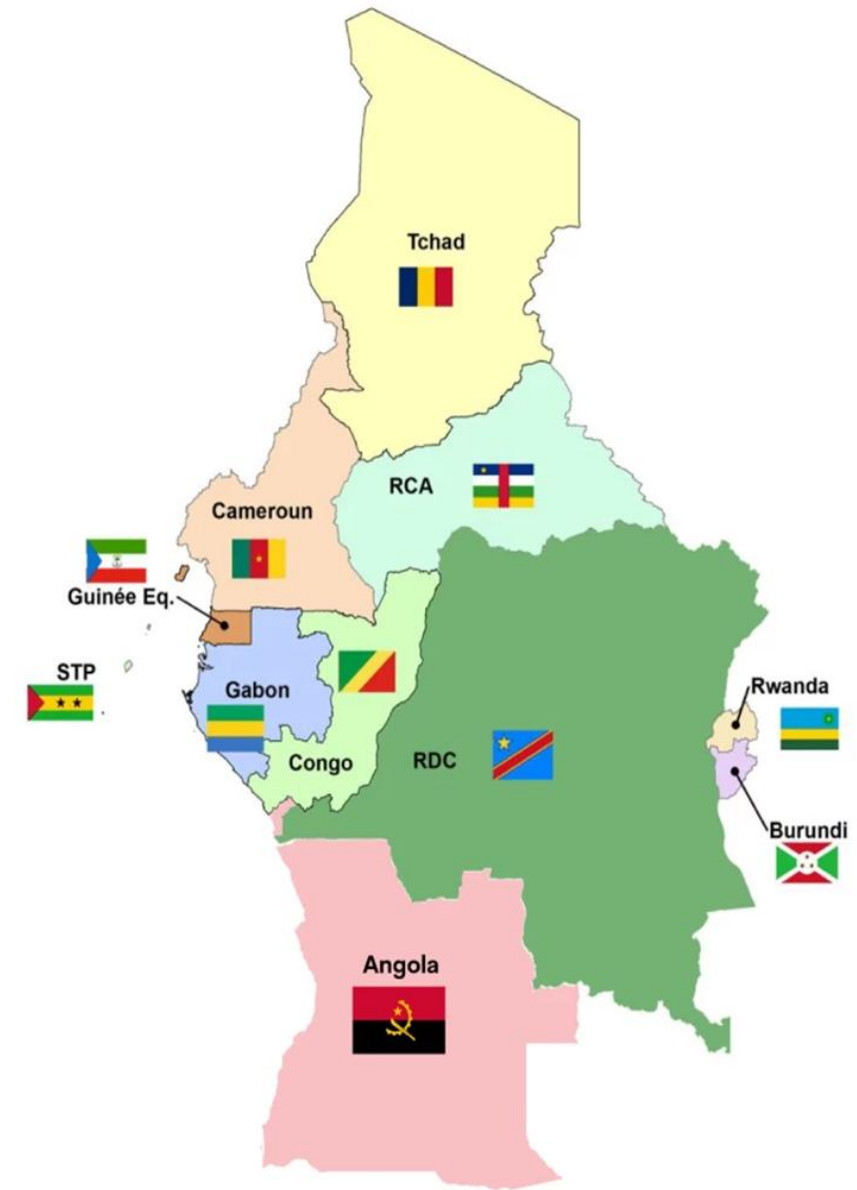 Tchad
RCA
Cameroun
Guinée Eq.
STP
Gabon
Rwanda
Congo
RDC
Burundi
Angola